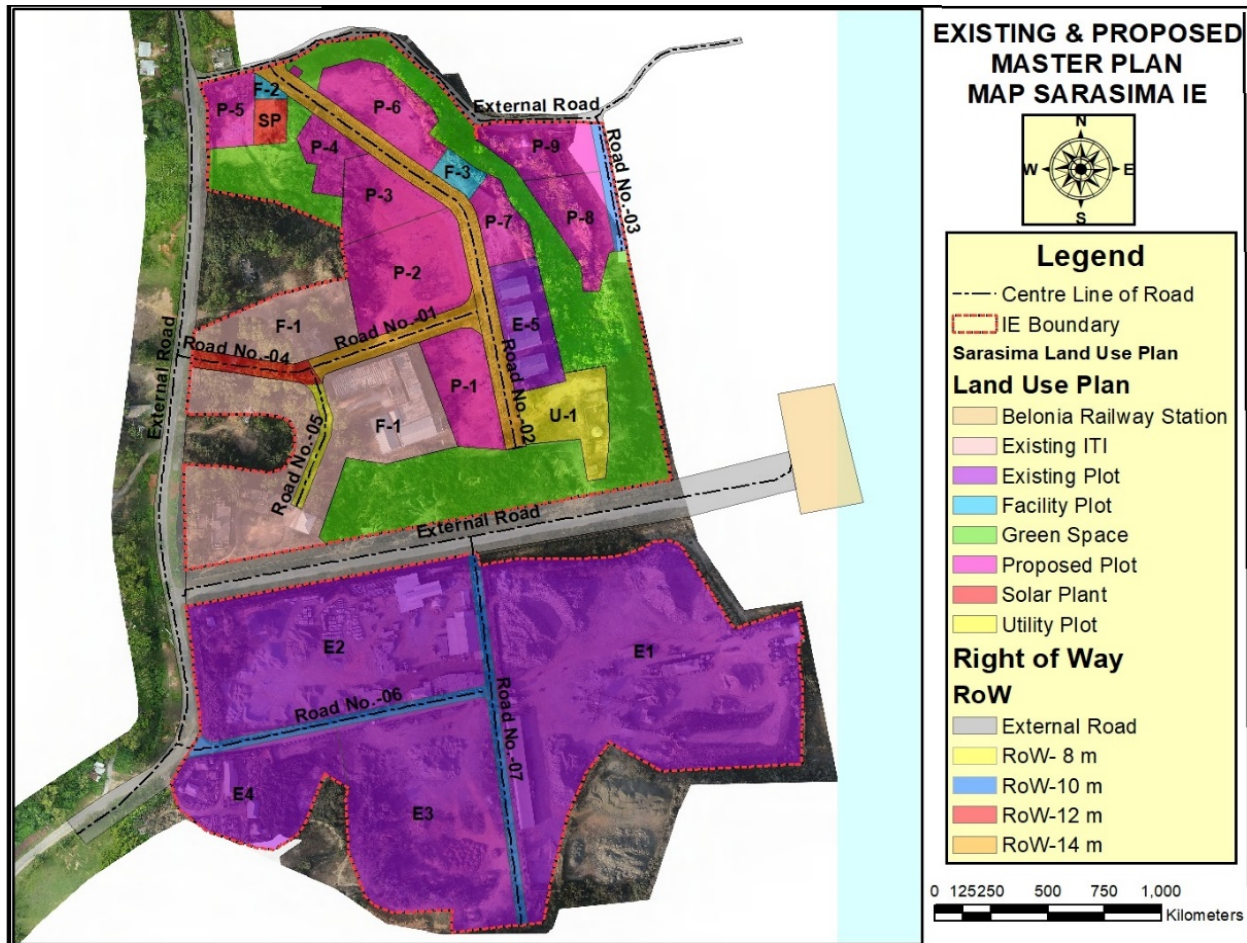 EXISTING & PROPOSED
MASTER PLAN
MAP SARASIMA IE
N
W
E
S
Legend
Centre Line of Road
IE Boundary
Sarasima Land Use Plan
Land Use Plan
Belonia Railway Station
Existing ITI
Existing Plot
Facility Plot
Green Space
Proposed Plot
Solar Plant
Utility Plot
Right of Way
RoW
External Road
RoW- 8 m
RoW-10 m
RoW-12 m
RoW-14 m
0 125250 500 750 1,000
Kilometers
F-2
P-5
SP
P-6
P-4
P-3
External Road
P-9
Road No.-03
F-3
P-8
P-7
P-2
F-1
Road No.-01
E-5
Road No.-04
External Road
P-1
Road No.-02
U-1
F-1
Road No.-05
External Road
E2
E1
Road No.-06
Road No.-07
E4
E3